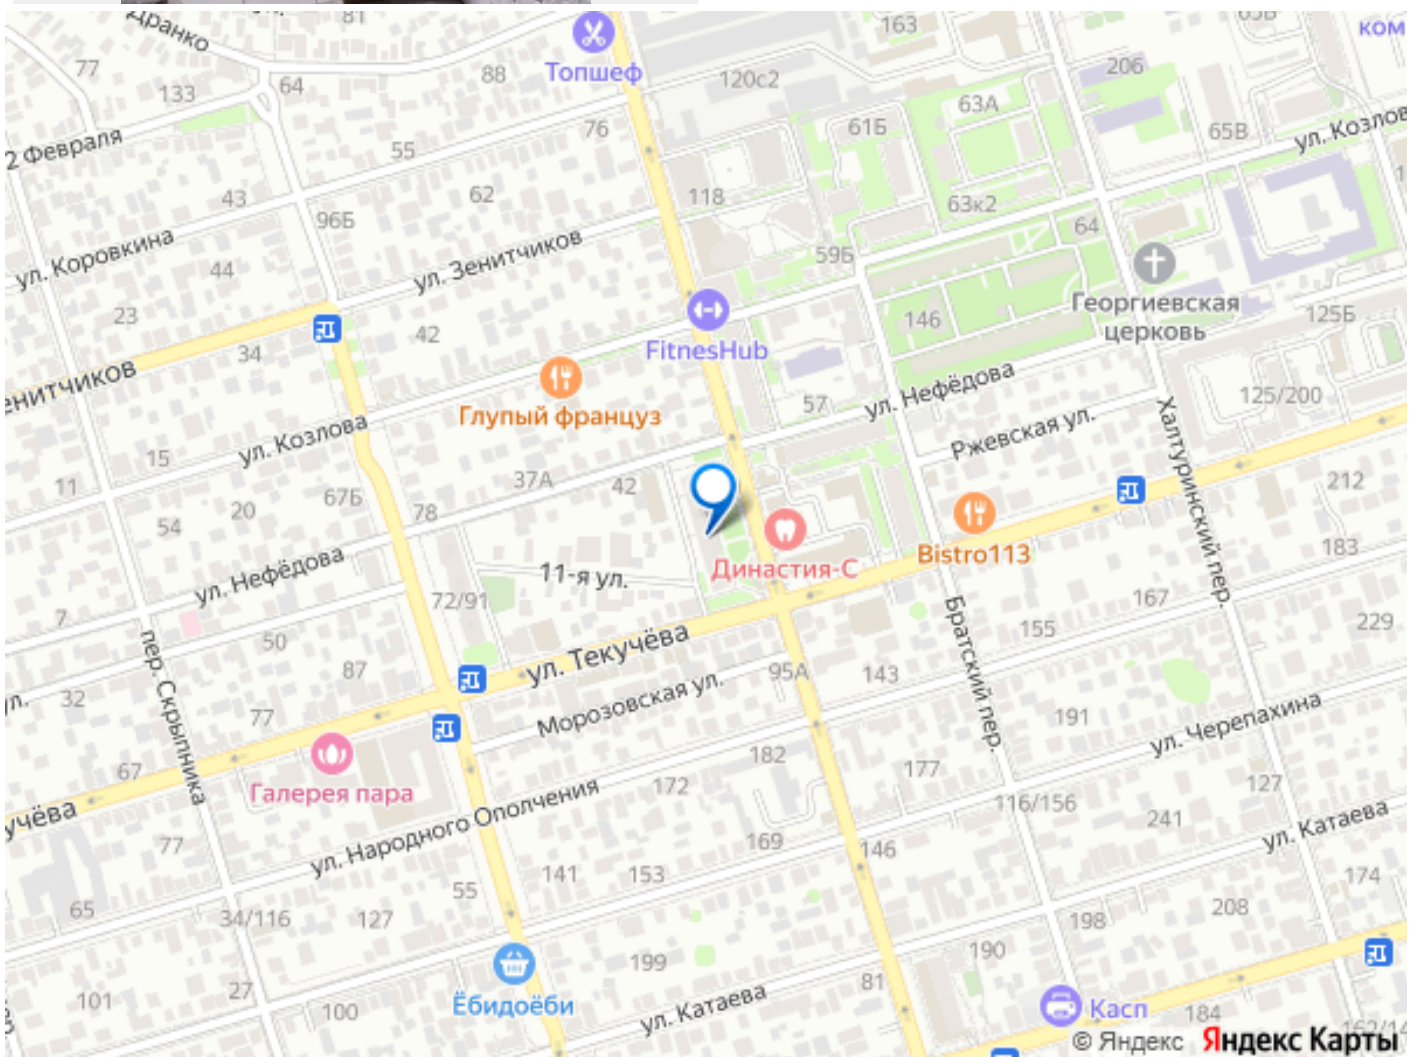 Дранко
81
163
65В
ком
77
133
64
88
Топшеф
120с2
206
2 Февраля
55
76
61Б
63А
65В
ул. Козлов
43
96Б
62
118
63к2
64
ул. Коровкина
44
ул. Зенитчиков
59Б
Георгиевская
церковь
23
34
42
FitnesHub
146
125Б
енитчиков
Глупый француз
57
ул. Нефёдова
125/200
ул. Козлова
15
Ржевская ул.
Халтуринский пер.
11
54
20
67Б
78
37А
42
212
Династия-С
Bistro113
183
ул. Нефёдова
11-я ул.
7
72/91
167
229
50
ул. Текучёва
Братский пер.
155
пер. Скрыпника
87
95А
143
32
77
Морозовская ул.
191
ул. Черепахина
67
Галерея пара
182
177
127
учёва
172
116/156
241
ул. Катаева
77
ул. Народного Ополчения
169
146
65
34/116
127
55
141
153
174
198
208
199
190
101
27
100
Ёбидоёби
ул. Катаева
81
Касп
184
© Яндекс Яндекс Карты